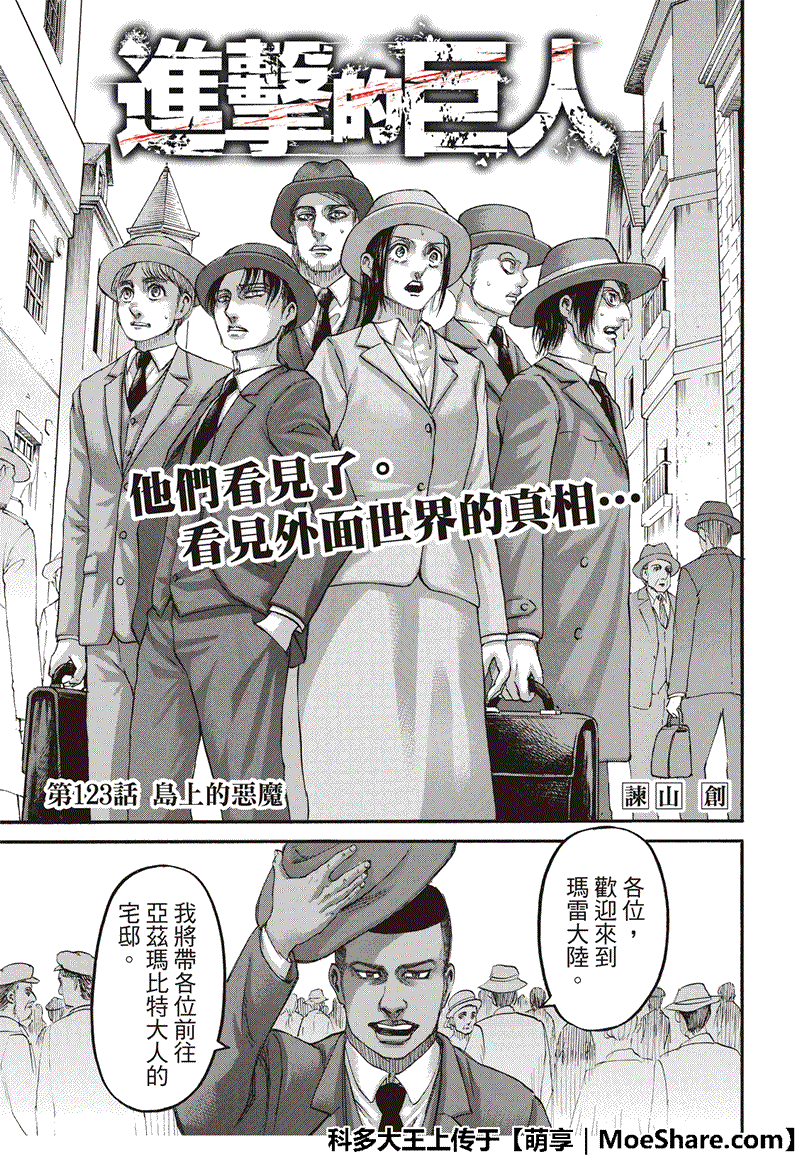 進擊的巨人
他們看見了。
看見外面世界的真相…
第123話 島上的惡魔
諫山 創
各位，
歡迎來到
瑪雷大陸。
我將帶各位前往
亞茲瑪比特大人的
宅邸。
科多大王上传于【萌享｜MoeShare.com】